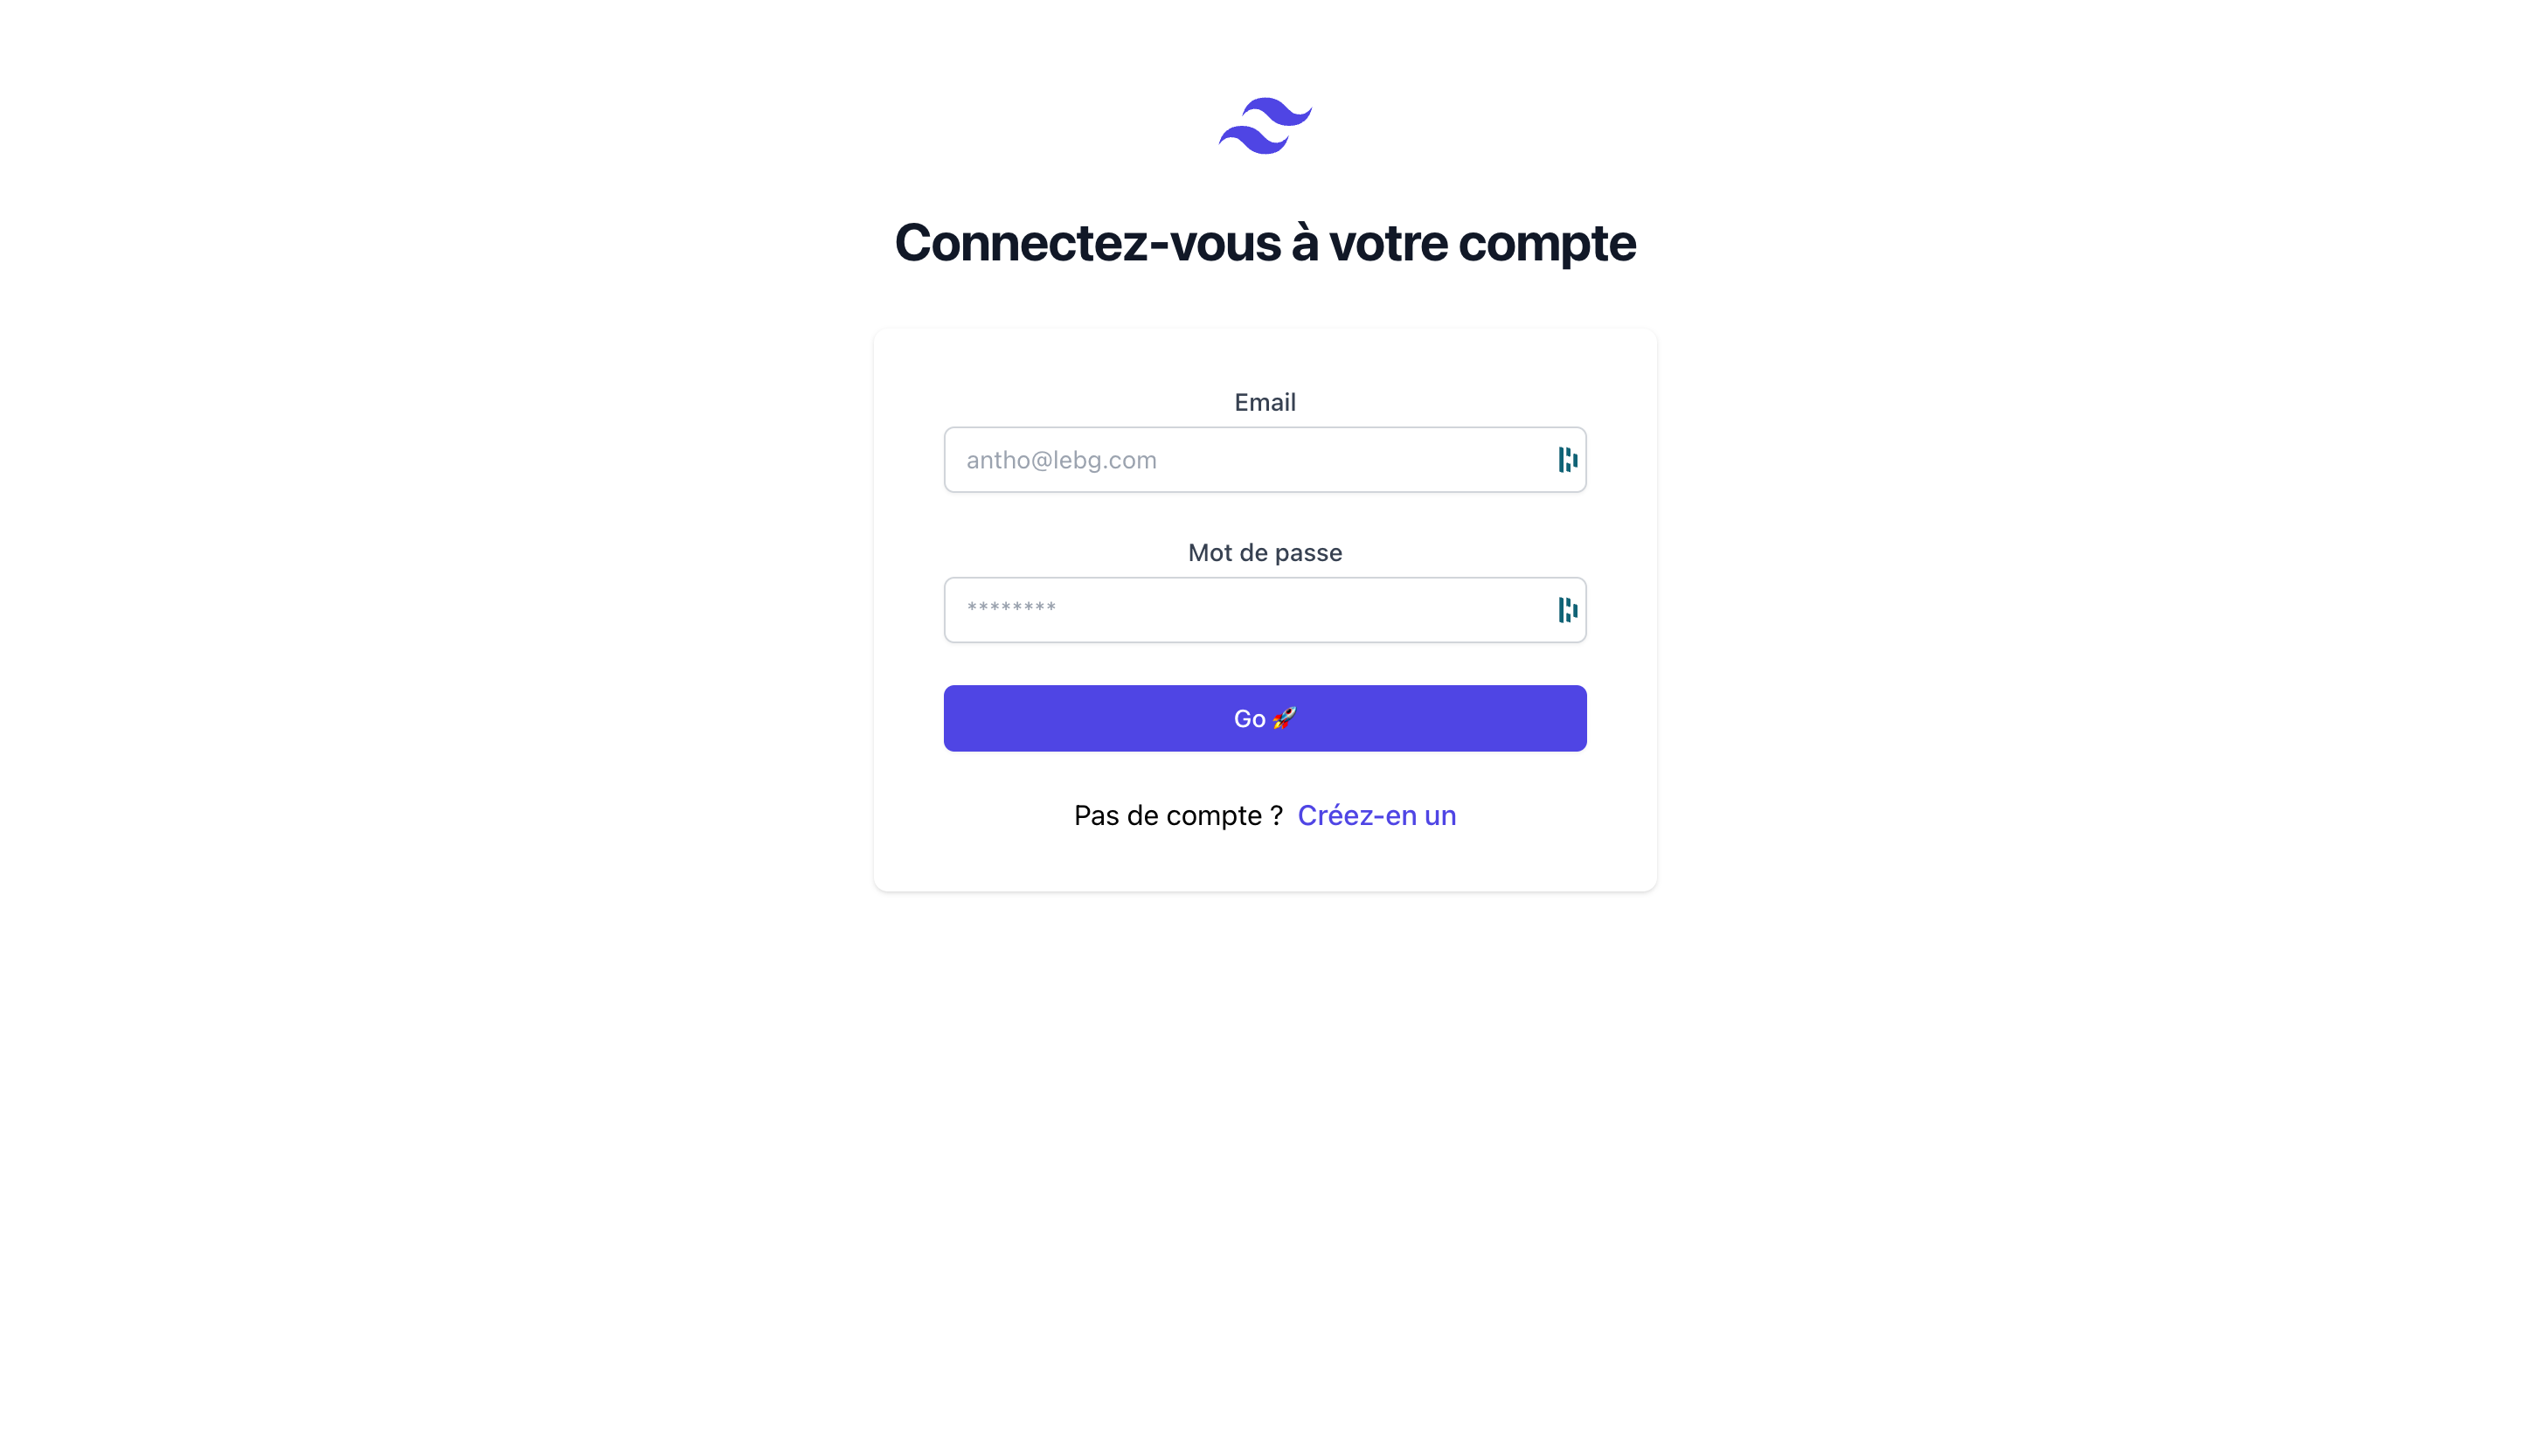 Connectez-vous à votre compte
Email
antho@lebg.com
Mot de passe
********
Go 🚀
Pas de compte ? Créez-en un